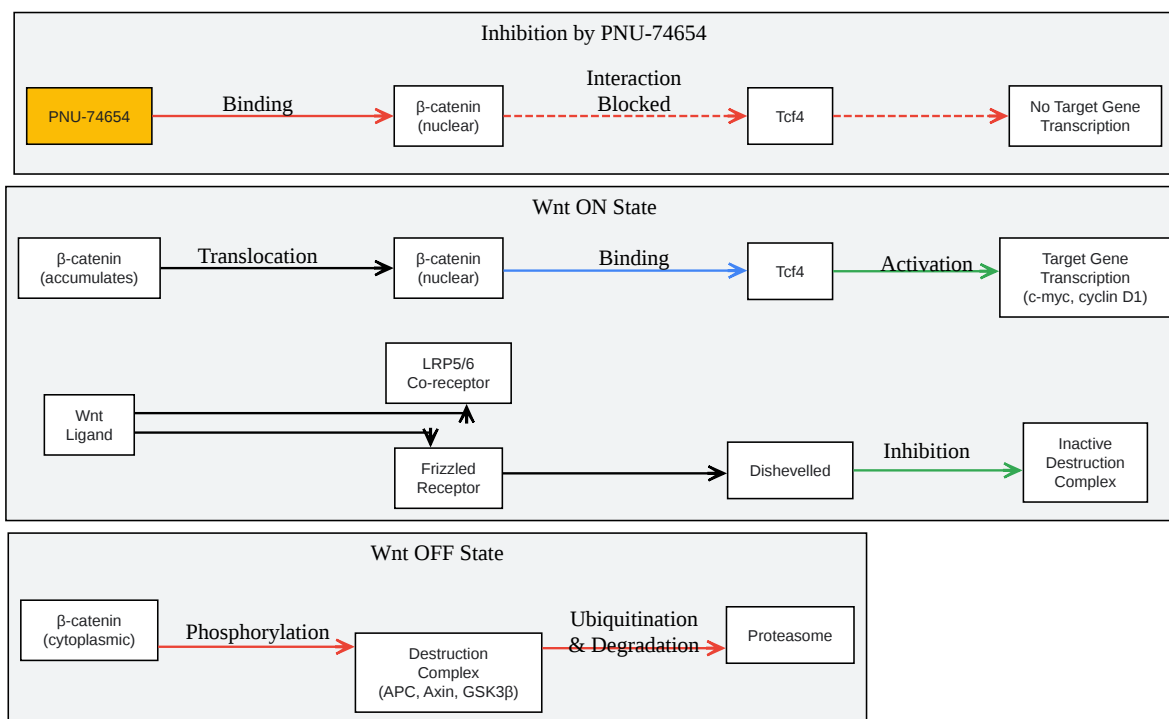 Inhibition by PNU-74654
PNU-74654
Binding
β-catenin
(nuclear)
Interaction
Blocked
Tcf4
No Target Gene
Transcription
Wnt ON State
β-catenin
(accumulates)
Translocation
β-catenin
(nuclear)
Binding
Tcf4
Activation
Target Gene
Transcription
(c-myc, cyclin D1)
LRP5/6
Co-receptor
Wnt
Ligand
Frizzled
Receptor
Dishevelled
Inhibition
Inactive
Destruction
Complex
Wnt OFF State
β-catenin
(cytoplasmic)
Phosphorylation
Destruction
Complex
(APC, Axin, GSK3β)
Ubiquitination
& Degradation
Proteasome